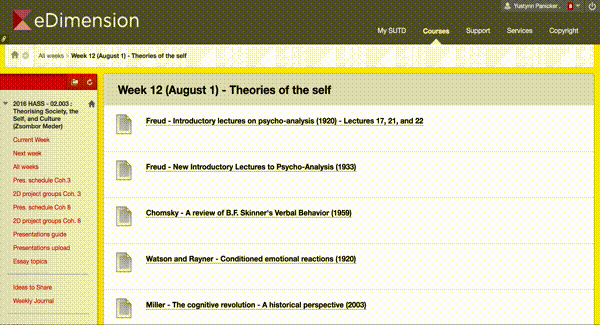 eDimension
Yustynn Panicker
My SUTD
Courses
Support
Services
Copyright
All weeks > Week 12 (August 1) - Theories of the self
2016 HASS - 02.003 :
Theorising Society, the
Self, and Culture
(Zsombor Meder)
Current Week
Next week
All weeks
Pres. schedule Coh.3
2D project groups Coh. 3
Pres. schedule Coh 8
2D project groups Coh. 8
Presentations guide
Presentations upload
Essay topics
Ideas to Share
Weekly Journal
Week 12 (August 1) - Theories of the self
Freud - Introductory lectures on psycho-analysis (1920) - Lectures 17, 21, and 22
Freud - New Introductory Lectures to Psycho-Analysis (1933)
Chomsky - A review of B.F. Skinner's Verbal Behavior (1959)
Watson and Rayner - Conditioned emotional reactions (1920)
Miller - The cognitive revolution - A historical perspective (2003)